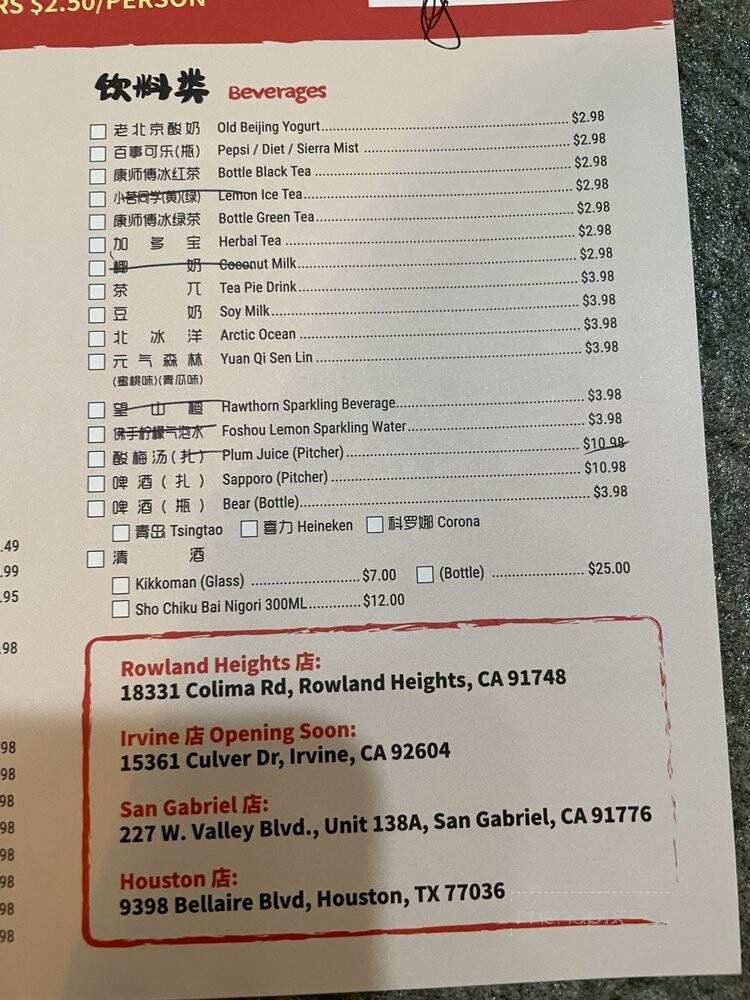 RS $2.50/PERSON
饮料类 Beverages
老北京酸奶 Old Beijing Yogurt $2.98
百事可乐(瓶) Pepsi / Diet / Sierra Mist $2.98
康师傅冰红茶 Bottle Black Tea $2.98
小茗同学(黄)(绿) Lemon Ice Tea $2.98
康师傅冰绿茶 Bottle Green Tea $2.98
加多宝 Herbal Tea $2.98
椰奶 Coconut Milk $2.98
茶兀 Tea Pie Drink $3.98
豆奶 Soy Milk $3.98
北冰洋 Arctic Ocean $3.98
元气森林 Yuan Qi Sen Lin $3.98
(蜜桃味)(青瓜味)
望山楂 Hawthorn Sparkling Beverage $3.98
佛手柠檬气泡水 Foshou Lemon Sparkling Water $3.98
酸梅汤(扎) Plum Juice (Pitcher) $10.98
啤酒(扎) Sapporo (Pitcher) $10.98
啤酒(瓶) Bear (Bottle) $3.98
青岛 Tsingtao 喜力 Heineken 科罗娜 Corona
清酒
Kikkoman (Glass) $7.00 (Bottle) $25.00
Sho Chiku Bai Nigori 300ML $12.00
.49
.99
.95
.98
98
98
98
98
98
98
98
98
Rowland Heights 店:
18331 Colima Rd, Rowland Heights, CA 91748
Irvine 店 Opening Soon:
15361 Culver Dr, Irvine, CA 92604
San Gabriel 店:
227 W. Valley Blvd., Unit 138A, San Gabriel, CA 91776
Houston 店:
9398 Bellaire Blvd, Houston, TX 77036